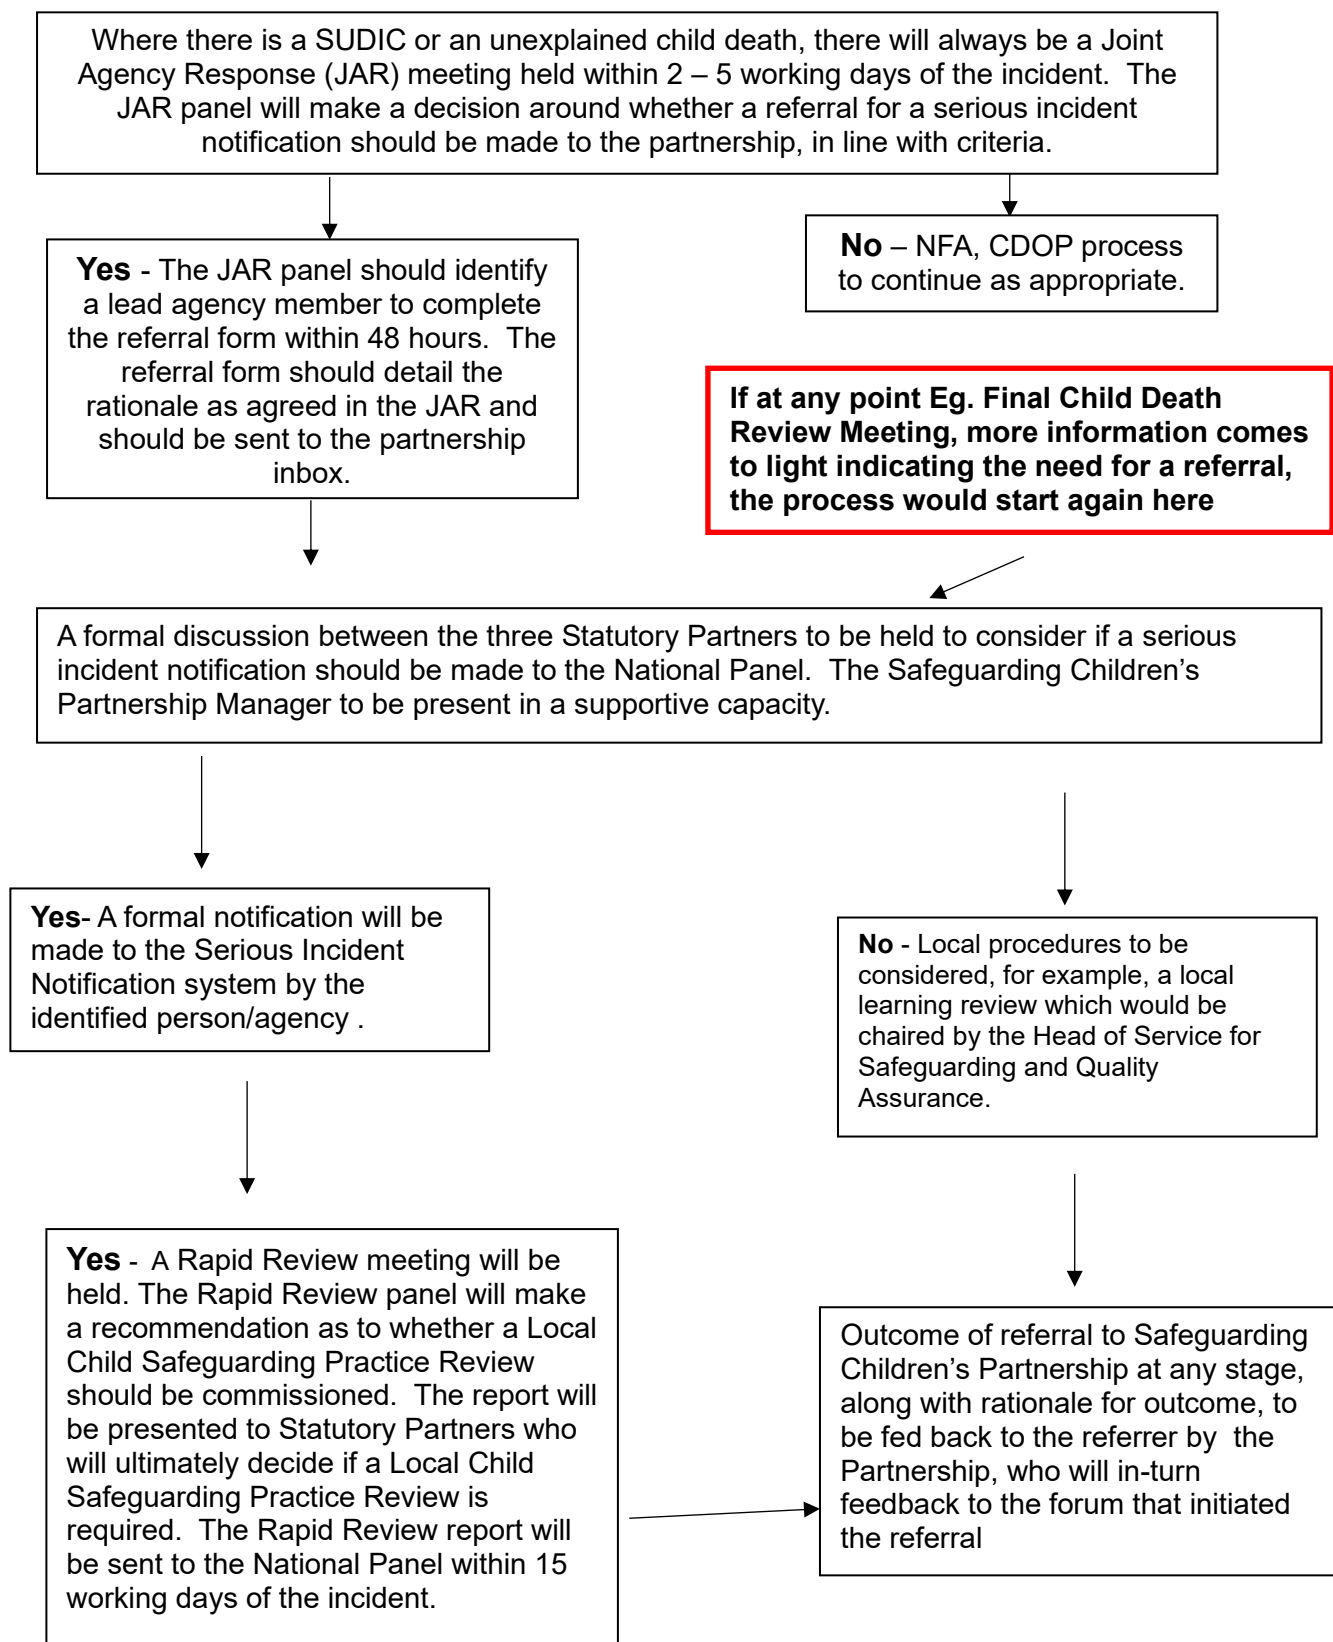 Where there is a SUDIC or an unexplained child death, there will always be a Joint
Agency Response (JAR) meeting held within 2 – 5 working days of the incident.  The
JAR panel will make a decision around whether a referral for a serious incident
notification should be made to the partnership, in line with criteria.
Yes - The JAR panel should identify
a lead agency member to complete
the referral form within 48 hours.  The
referral form should detail the
rationale as agreed in the JAR and
should be sent to the partnership
inbox.
No – NFA, CDOP process
to continue as appropriate.
If at any point Eg. Final Child Death
Review Meeting, more information comes
to light indicating the need for a referral,
the process would start again here
A formal discussion between the three Statutory Partners to be held to consider if a serious
incident notification should be made to the National Panel.  The Safeguarding Children’s
Partnership Manager to be present in a supportive capacity.
Yes- A formal notification will be
made to the Serious Incident
Notification system by the
identified person/agency .
No - Local procedures to be
considered, for example, a local
learning review which would be
chaired by the Head of Service for
Safeguarding and Quality
Assurance.
Yes -  A Rapid Review meeting will be
held. The Rapid Review panel will make
a recommendation as to whether a Local
Child Safeguarding Practice Review
should be commissioned.  The report will
be presented to Statutory Partners who
will ultimately decide if a Local Child
Safeguarding Practice Review is
required.  The Rapid Review report will
be sent to the National Panel within 15
working days of the incident.
Outcome of referral to Safeguarding
Children’s Partnership at any stage,
along with rationale for outcome, to
be fed back to the referrer by  the
Partnership, who will in-turn
feedback to the forum that initiated
the referral